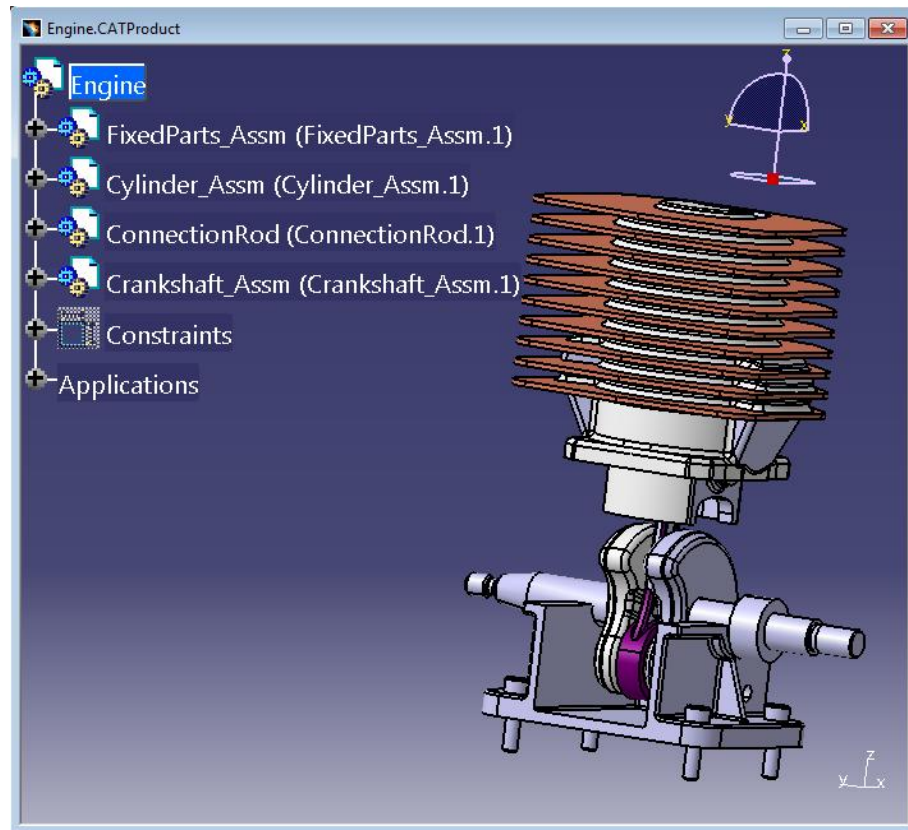 Engine.CATProduct
Engine
FixedParts_Assm (FixedParts_Assm.1)
Cylinder_Assm (Cylinder_Assm.1)
ConnectionRod (ConnectionRod.1)
Crankshaft_Assm (Crankshaft_Assm.1)
Constraints
Applications
z
y x
z
y x